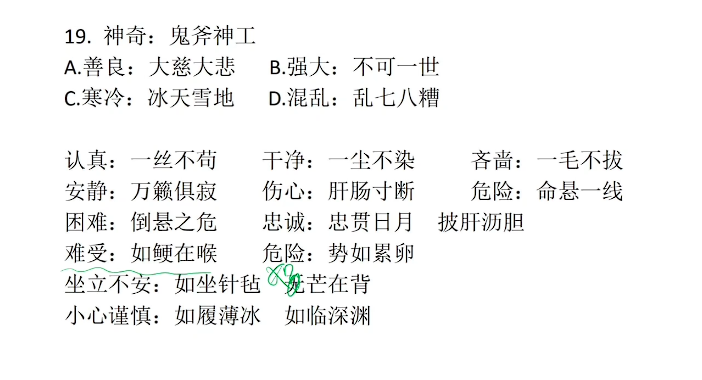 19. 神奇：鬼斧神工
A.善良：大慈大悲 B.强大：不可一世
C.寒冷：冰天雪地 D.混乱：乱七八糟
认真：一丝不苟 干净：一尘不染 吝啬：一毛不拔
安静：万籁俱寂 伤心：肝肠寸断 危险：命悬一线
困难：倒悬之危 忠诚：忠贯日月 披肝沥胆
难受：如鲠在喉 危险：势如累卵
坐立不安：如坐针毡 芒在背
小心谨慎：如履薄冰 如临深渊